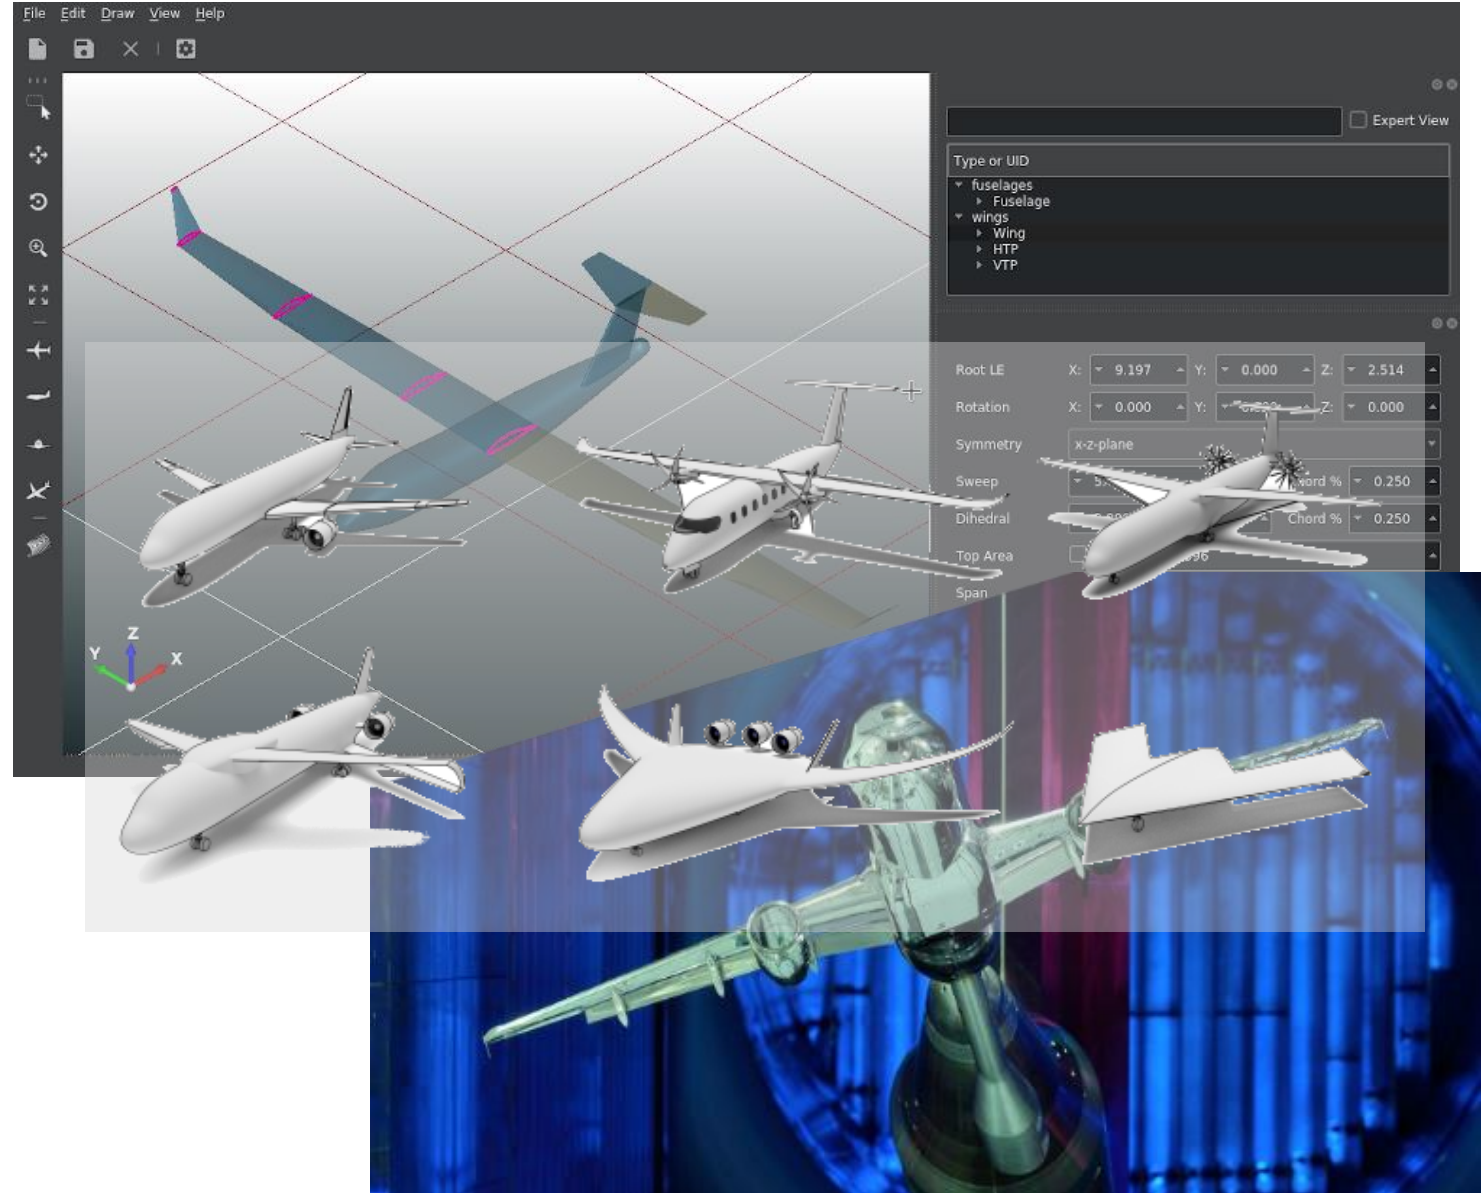 File Edit Draw View Help
Expert View
Type or UID
fuselages
Fuselage
wings
Wing
HTP
VTP
Root LE X: 9.197 Y: 0.000 Z: 2.514
Rotation X: 0.000 Y: Z: 0.000
Symmetry x-z-plane
Sweep % 0.250
Dihedral Chord % 0.250
Top Area
Span
Z
Y
X